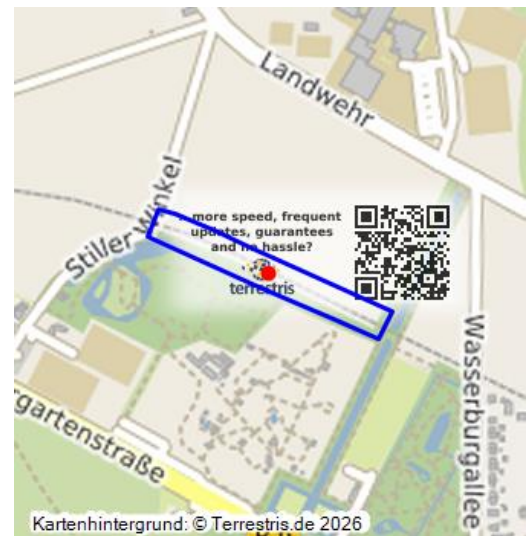 Landwehr
Stiller Winkel
more speed, frequent
updates, guarantees
and no hassle?
terrestris
Wasserburgallee
rgartenstraße
Kartenhintergrund: © Terrestris.de 2026